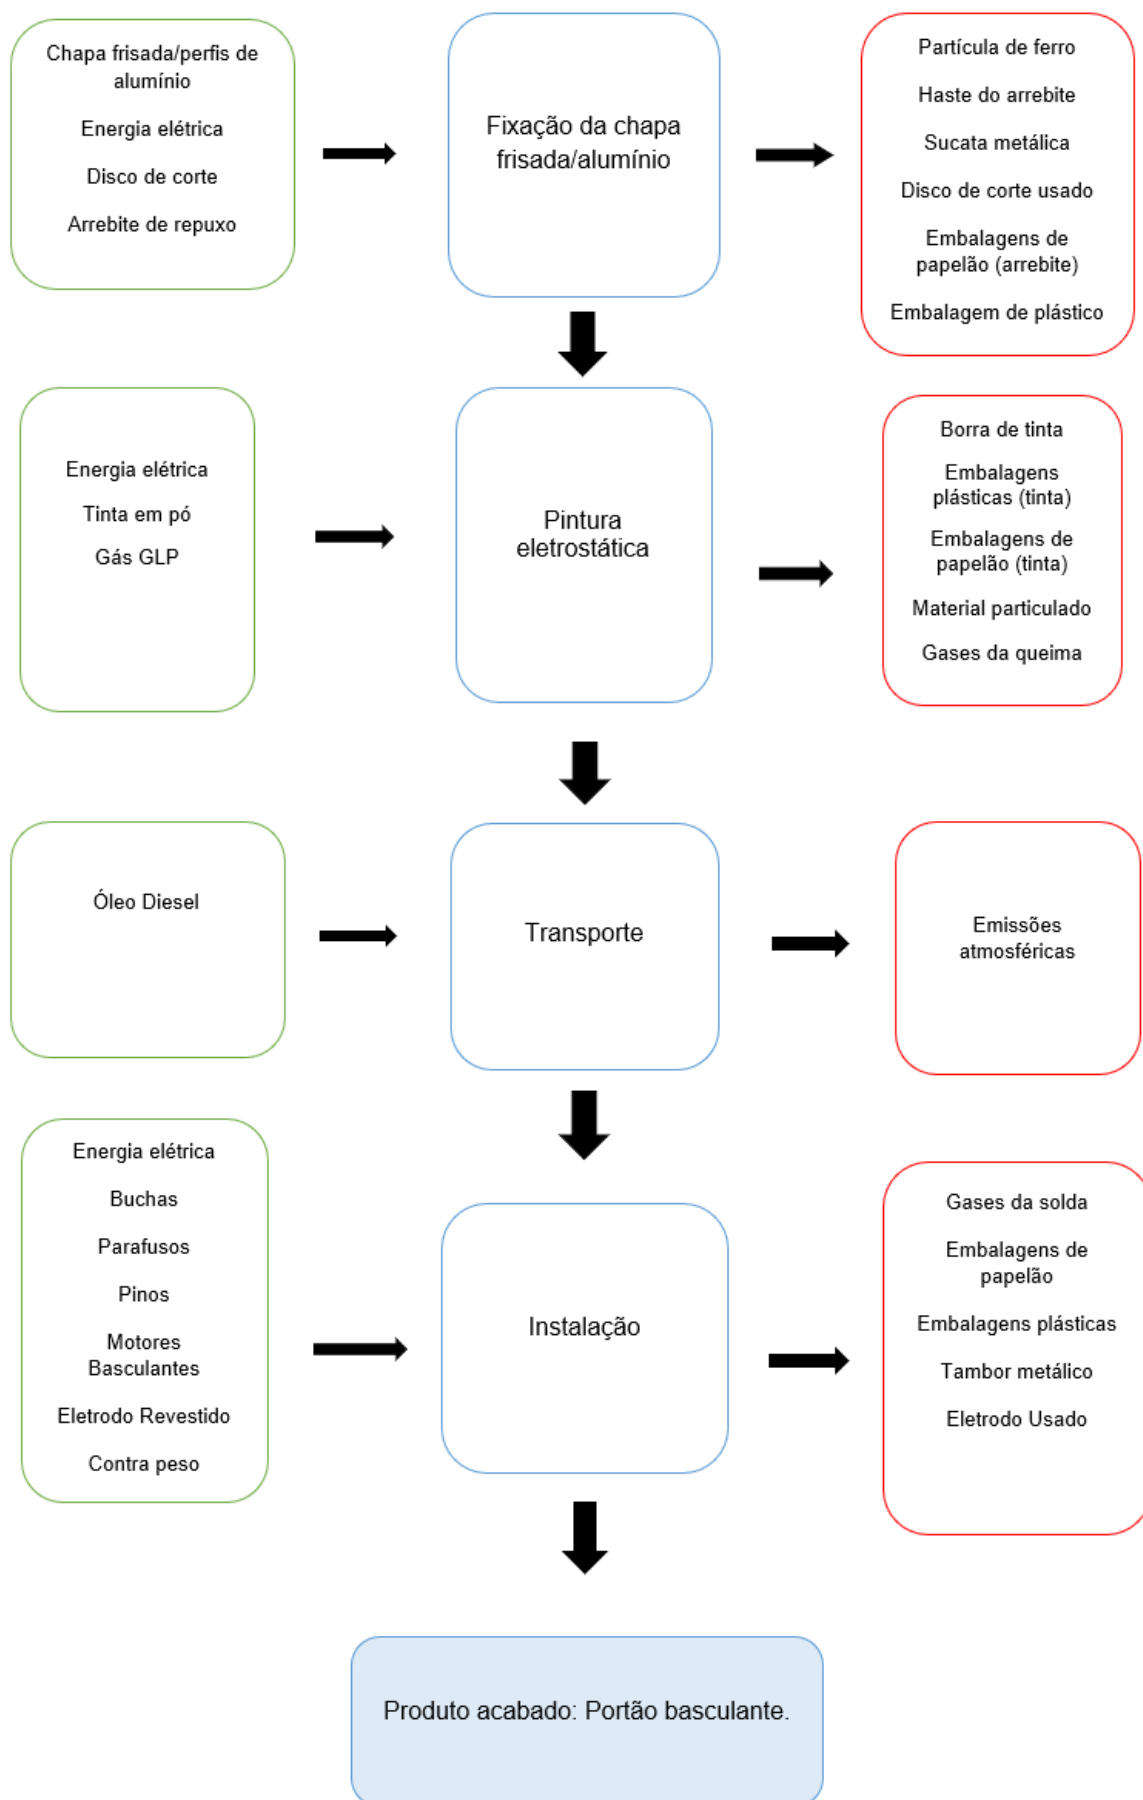 Chapa frisada/perfis de
alumínio
Energia elétrica
Disco de corte
Arrebite de repuxo
Fixação da chapa
frisada/alumínio
Partícula de ferro
Haste do arrebite
Sucata metálica
Disco de corte usado
Embalagens de
papelão (arrebite)
Embalagem de plástico
Energia elétrica
Tinta em pó
Gás GLP
Pintura
eletrostática
Borra de tinta
Embalagens
plásticas (tinta)
Embalagens de
papelão (tinta)
Material particulado
Gases da queima
Óleo Diesel
Transporte
Emissões
atmosféricas
Energia elétrica
Buchas
Parafusos
Pinos
Motores
Basculantes
Eletrodo Revestido
Contra peso
Instalação
Gases da solda
Embalagens de
papelão
Embalagens plásticas
Tambor metálico
Eletrodo Usado
Produto acabado: Portão basculante.